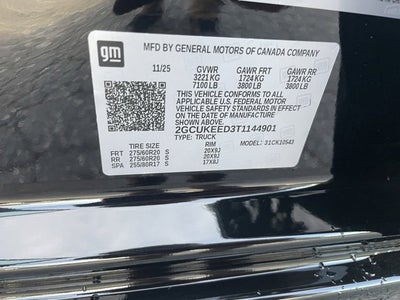 gm
MFD BY GENERAL MOTORS OF CANADA COMPANY
11/25 GVWR GAWR FRT GAWR RR
3221 KG 1724 KG 1724 KG
7100 LB 3800 LB 3800 LB
THIS VEHICLE CONFORMS TO ALL
APPLICABLE U.S. FEDERAL MOTOR
VEHICLE SAFETY STANDARDS IN EFFECT
ON THE DATE OF MANUFACTURE
SHOWN ABOVE.
2GCUKEED3T1144901
TYPE: TRUCK MODEL: 31CK10543
TIRE SIZE SPEED RTG RIM
FRT 275/60R20 S 20X9J
RR 275/60R20 S 20X9J
SPA 255/80R17 S 17X8J